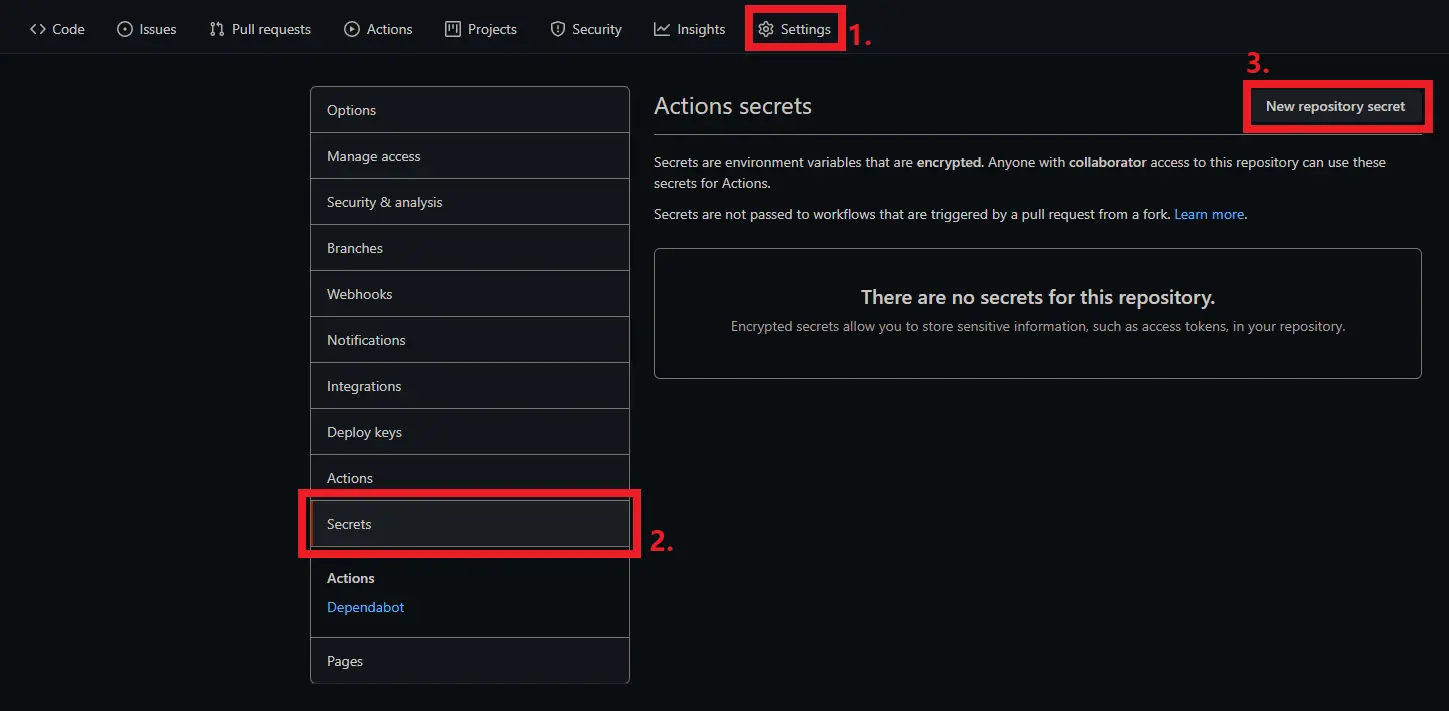 Code Issues Pull requests Actions Projects Security Insights Settings 1.
3.
Options
Manage access
Security & analysis
Branches
Webhooks
Notifications
Integrations
Deploy keys
Actions
Secrets
2.
Actions
Dependabot
Pages
Actions secrets
New repository secret
Secrets are environment variables that are encrypted. Anyone with collaborator access to this repository can use these
secrets for Actions.
Secrets are not passed to workflows that are triggered by a pull request from a fork. Learn more.
There are no secrets for this repository.
Encrypted secrets allow you to store sensitive information, such as access tokens, in your repository.